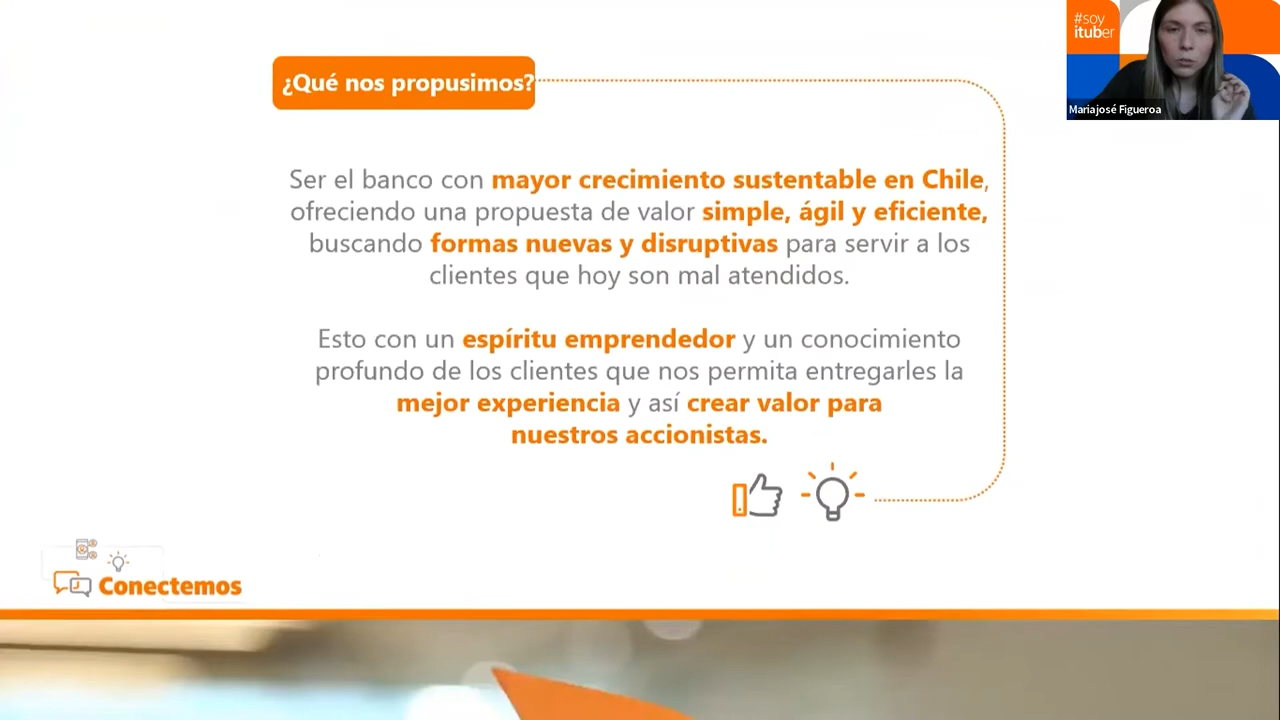 #soy
ituber
Mariajosé Figueroa
¿Qué nos propusimos?
Ser el banco con mayor crecimiento sustentable en Chile,
ofreciendo una propuesta de valor simple, ágil y eficiente,
buscando formas nuevas y disruptivas para servir a los
clientes que hoy son mal atendidos.
Esto con un espíritu emprendedor y un conocimiento
profundo de los clientes que nos permita entregarles la
mejor experiencia y así crear valor para
nuestros accionistas.
Conectemos